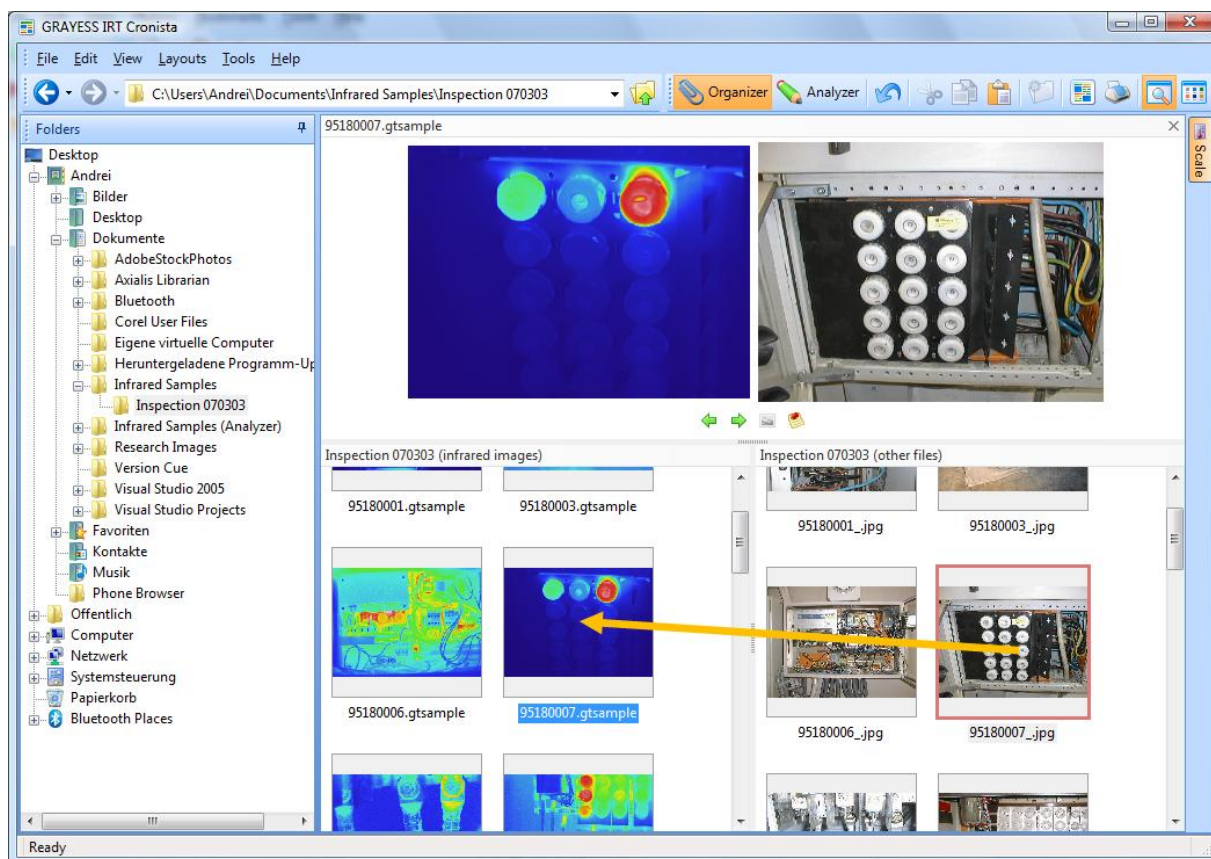 GRAYESS IRT Cronista
File Edit View Layouts Tools Help
C:\Users\Andrei\Documents\Infrared Samples\Inspection 070303
Organizer
Analyzer
Folders
Desktop
Andrei
Bilder
Desktop
Dokumente
AdobeStockPhotos
Axialis Librarian
Bluetooth
Corel User Files
Eigene virtuelle Computer
Heruntergeladene Programm-Up
Infrared Samples
Inspection 070303
Infrared Samples (Analyzer)
Research Images
Version Cue
Visual Studio 2005
Visual Studio Projects
Favoriten
Kontakte
Musik
Phone Browser
Öffentlich
Computer
Netzwerk
Systemsteuerung
Papierkorb
Bluetooth Places
95180007.gtsample
Scale
Inspection 070303 (infrared images)
95180001.gtsample
95180003.gtsample
95180006.gtsample
95180007.gtsample
Inspection 070303 (other files)
95180001_.jpg
95180003_.jpg
95180006_.jpg
95180007_.jpg
Ready